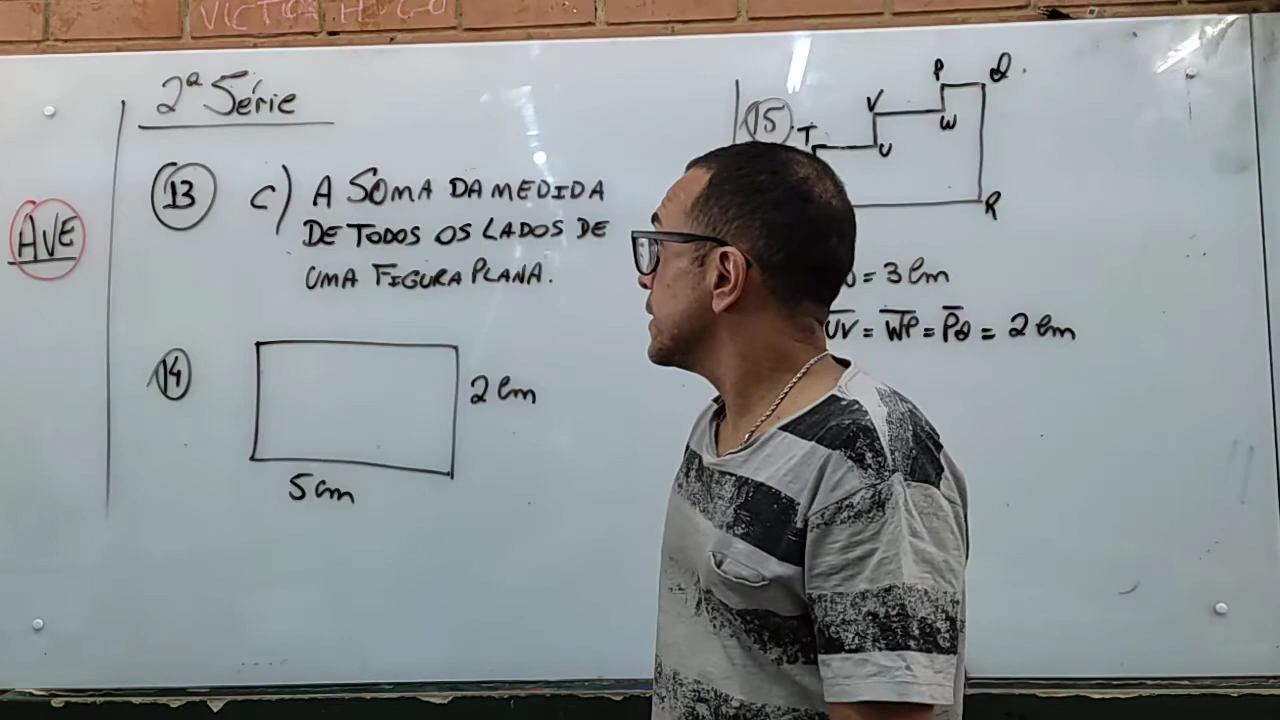 VICTOR HUGO
AVE
2ª Série
13 C) A SOMA DA MEDIDA
DE TODOS OS LADOS DE
UMA FIGURA PLANA.
14
2 cm
5 cm
15
P Q
V
W
T
U
R
= 3 cm
UV = WP = PQ = 2 cm